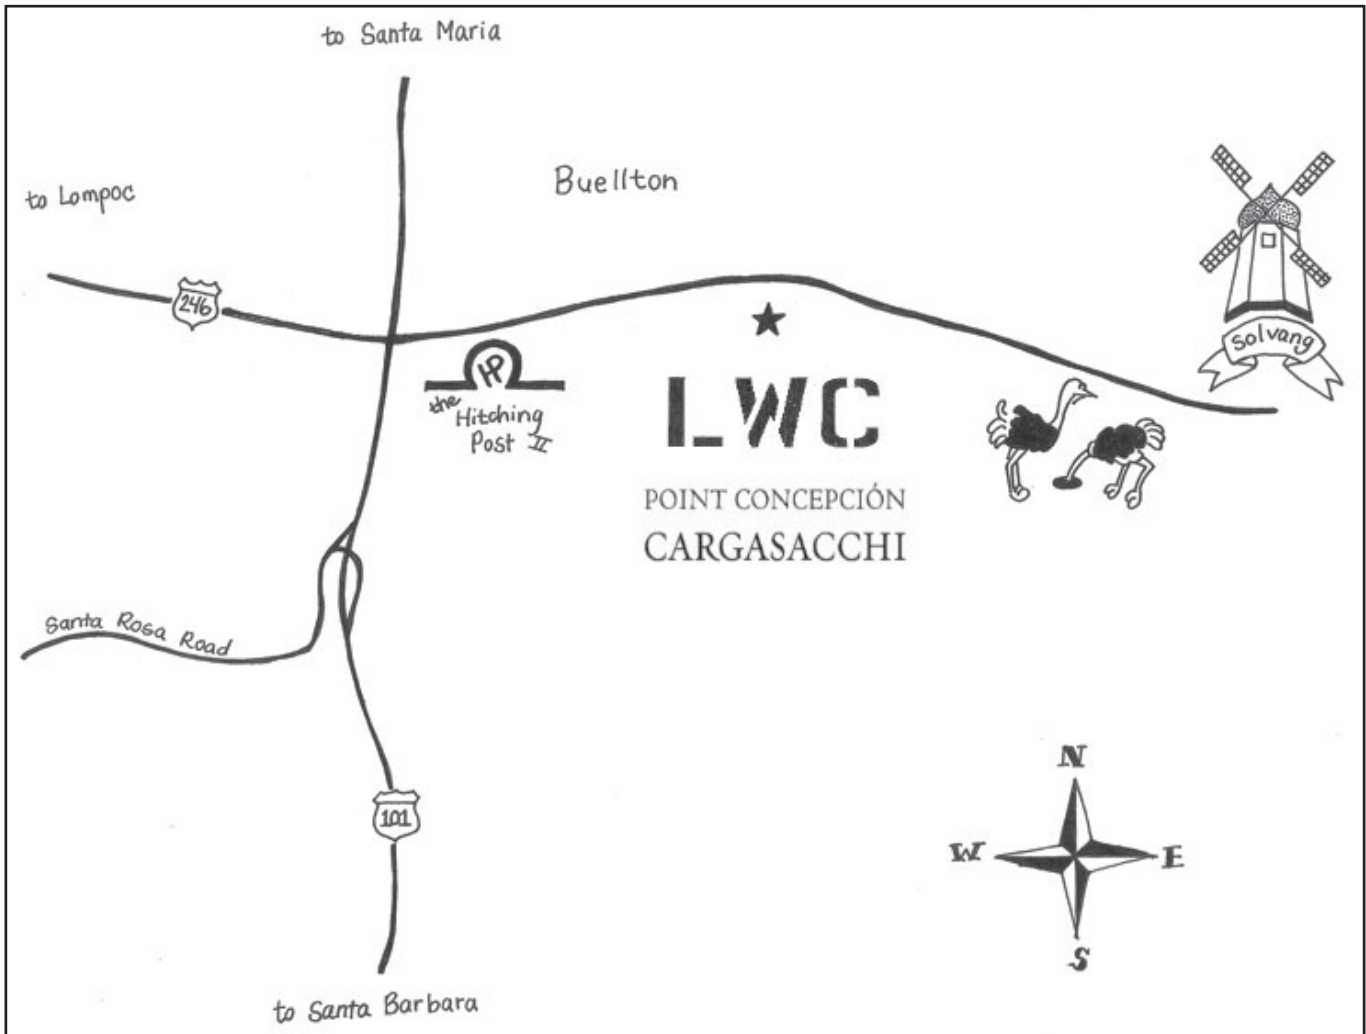 to Santa Maria
Buellton
to Lompoc
246
Solvang
HP
the Hitching
Post II
LWC
POINT CONCEPCIÓN
CARGASACCHI
Santa Rosa Road
101
N
W
E
S
to Santa Barbara